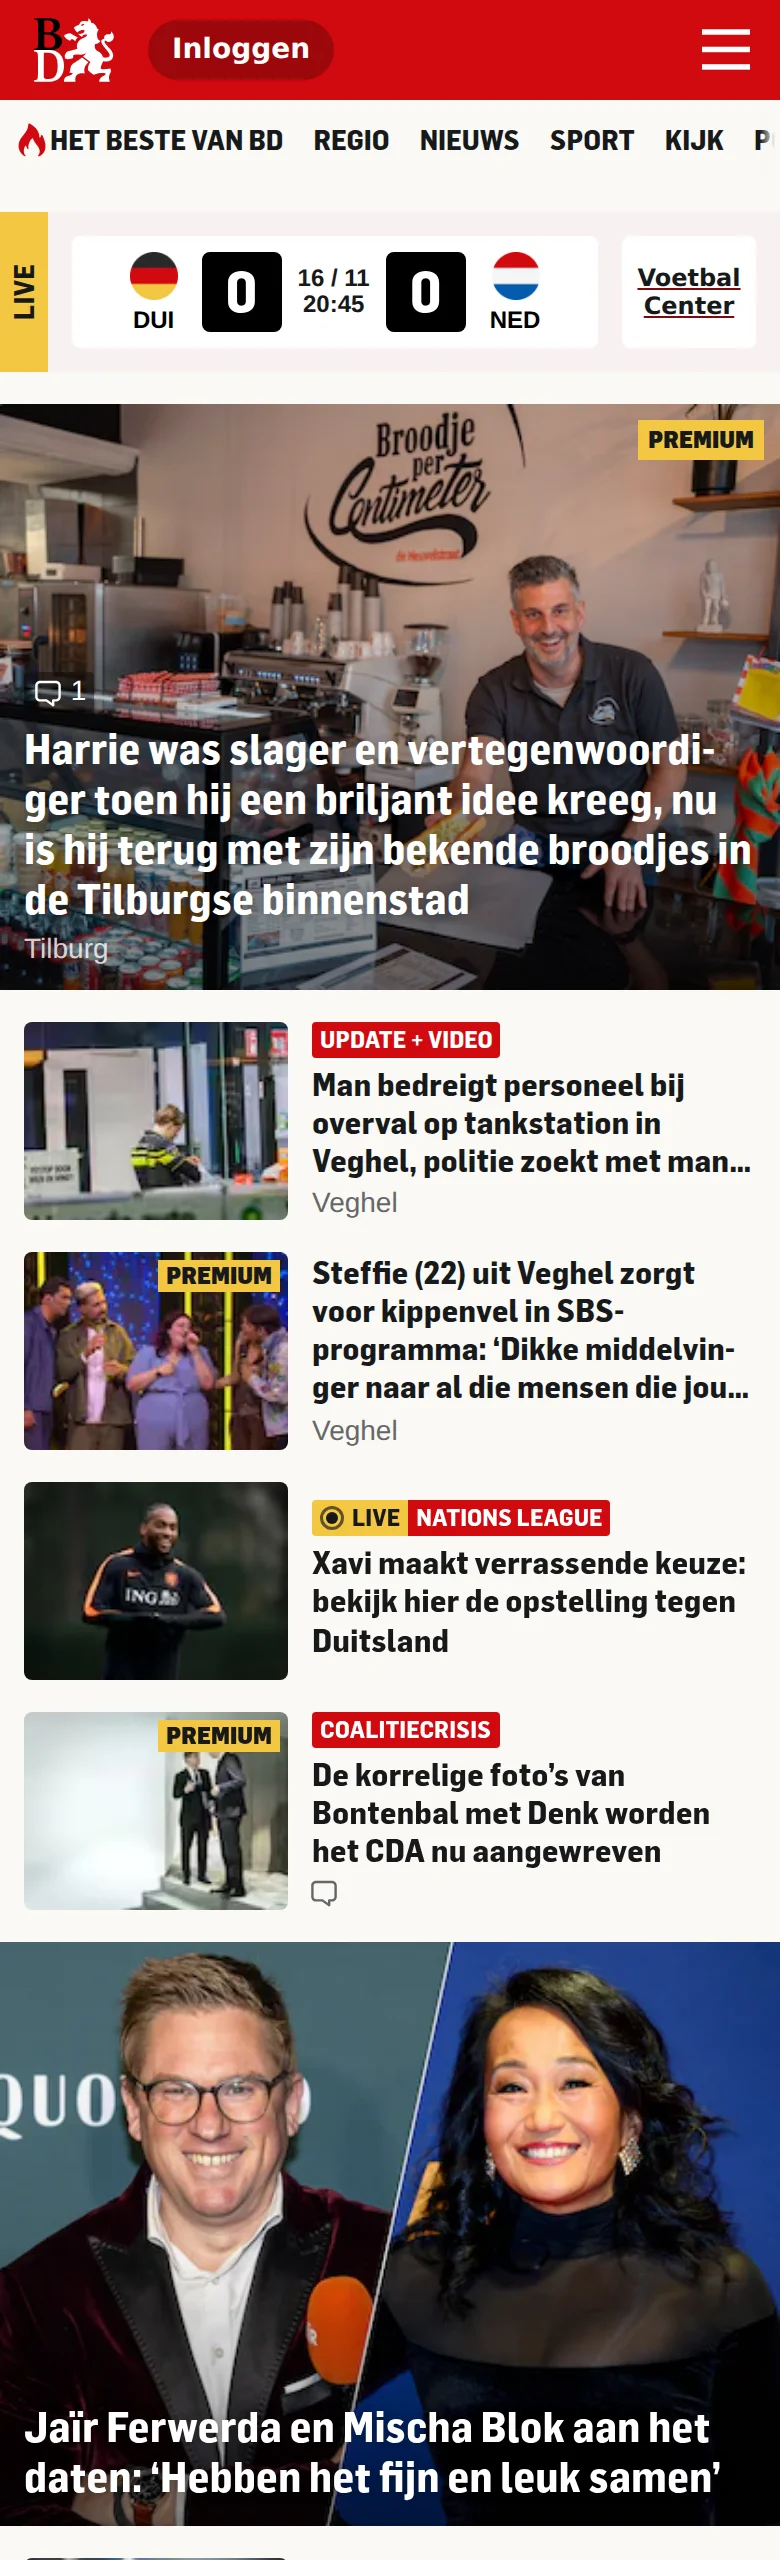 BD
Inloggen
HET BESTE VAN BD REGIO NIEUWS SPORT KIJK
LIVE
DUI 0 16 / 11 0 NED
20:45
Voetbal
Center
PREMIUM
Broodje
per
Centimeter
de Heuvelstraat
1
Harrie was slager en vertegenwoordi-
ger toen hij een briljant idee kreeg, nu
is hij terug met zijn bekende broodjes in
de Tilburgse binnenstad
Tilburg
UPDATE + VIDEO
Man bedreigt personeel bij
overval op tankstation in
Veghel, politie zoekt met man...
Veghel
PREMIUM
Steffie (22) uit Veghel zorgt
voor kippenvel in SBS-
programma: ‘Dikke middelvin-
ger naar al die mensen die jou...
Veghel
ING
LIVE NATIONS LEAGUE
Xavi maakt verrassende keuze:
bekijk hier de opstelling tegen
Duitsland
PREMIUM
COALITIECRISIS
De korrelige foto’s van
Bontenbal met Denk worden
het CDA nu aangewreven
QUO
Jaïr Ferwerda en Mischa Blok aan het
daten: ‘Hebben het fijn en leuk samen’